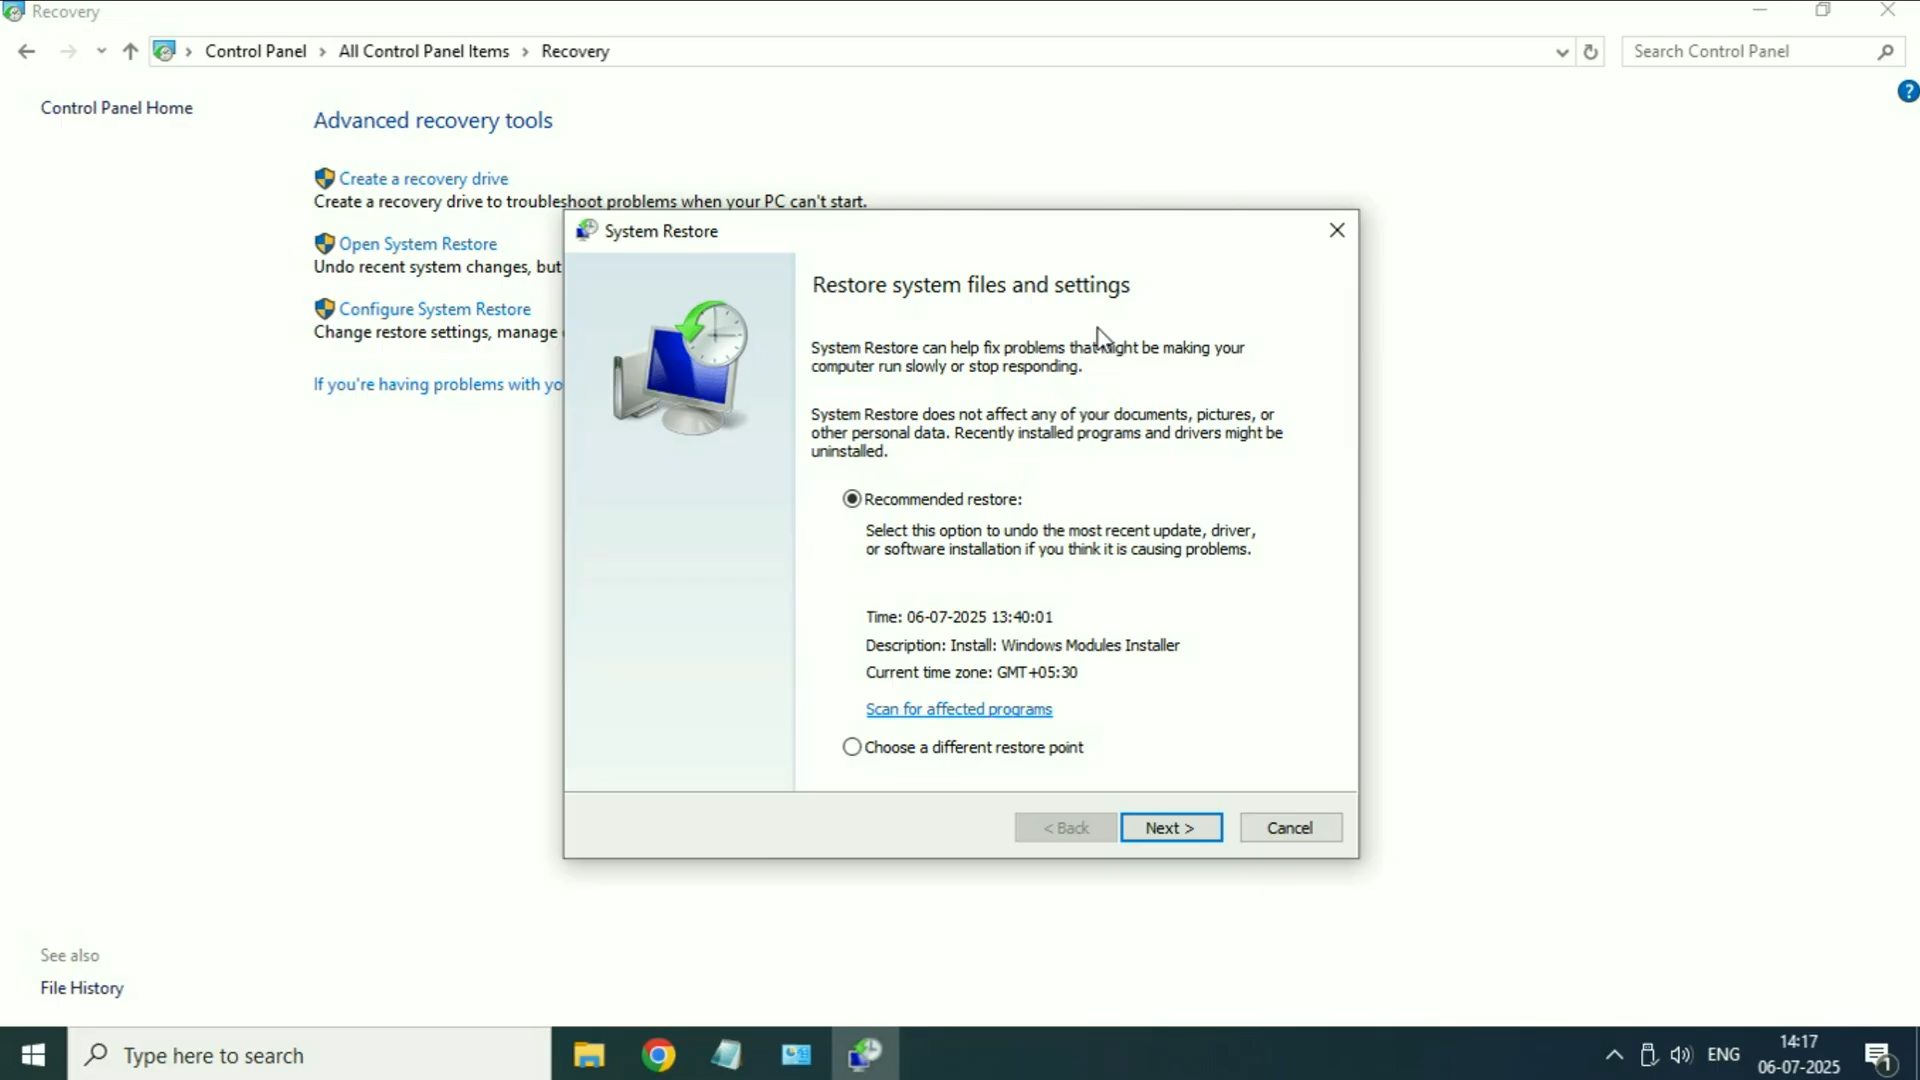 Recovery
Control Panel › All Control Panel Items › Recovery
Search Control Panel
?
Control Panel Home
Advanced recovery tools
Create a recovery drive
Create a recovery drive to troubleshoot problems when your PC can't start.
Open System Restore
Undo recent system changes, but
Configure System Restore
Change restore settings, manage
If you're having problems with yo
System Restore
Restore system files and settings
System Restore can help fix problems that might be making your
computer run slowly or stop responding.
System Restore does not affect any of your documents, pictures, or
other personal data. Recently installed programs and drivers might be
uninstalled.
Recommended restore:
Select this option to undo the most recent update, driver,
or software installation if you think it is causing problems.
Time: 06-07-2025 13:40:01
Description: Install: Windows Modules Installer
Current time zone: GMT+05:30
Scan for affected programs
Choose a different restore point
< Back
Next >
Cancel
See also
File History
Type here to search
ENG
14:17
06-07-2025
1